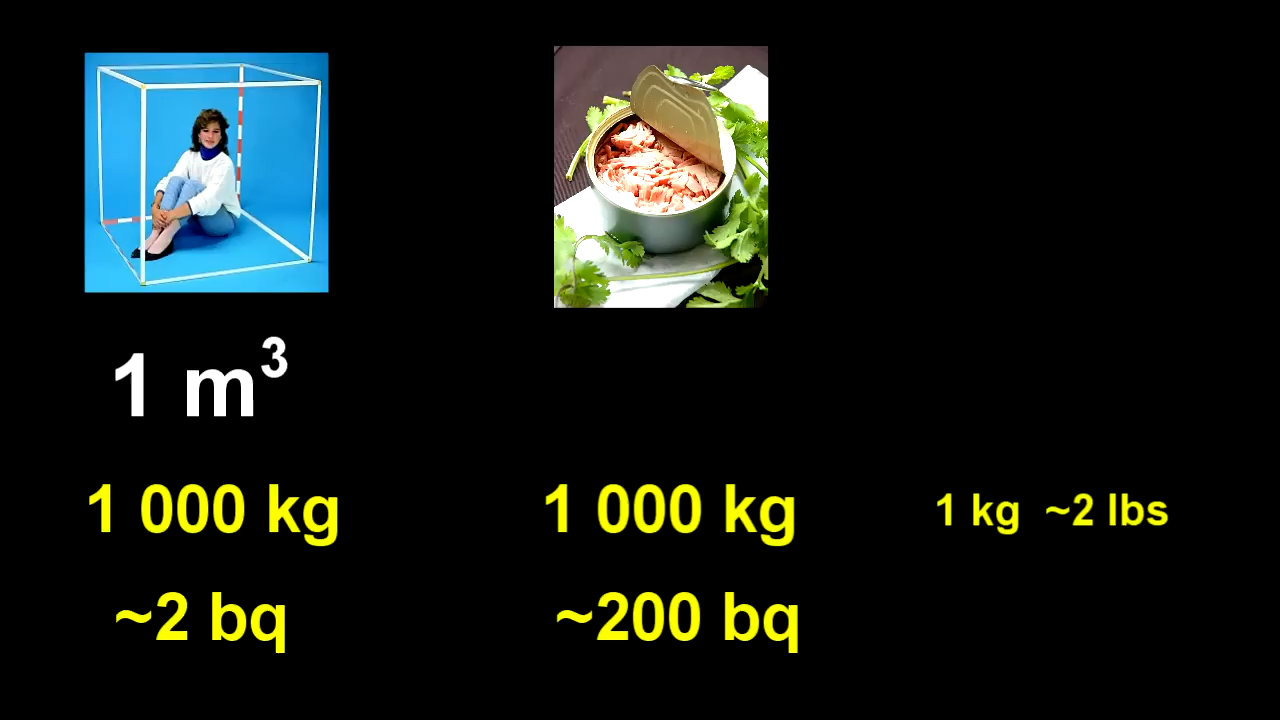 1 m³
1 000 kg
1 000 kg
1 kg ~2 lbs
~2 bq
~200 bq